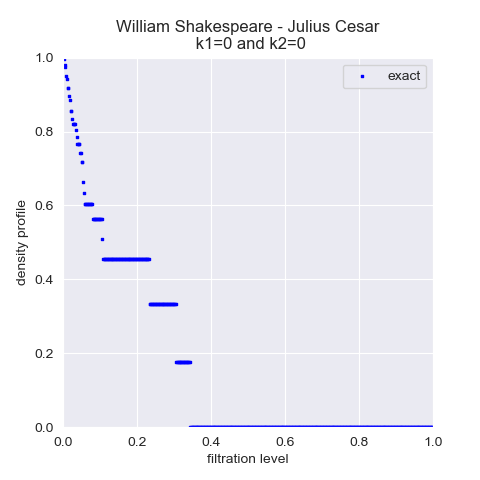 William Shakespeare - Julius Cesar
k1=0 and k2=0
exact
density profile
1.0
0.8
0.6
0.4
0.2
0.0
0.0 0.2 0.4 0.6 0.8 1.0
filtration level